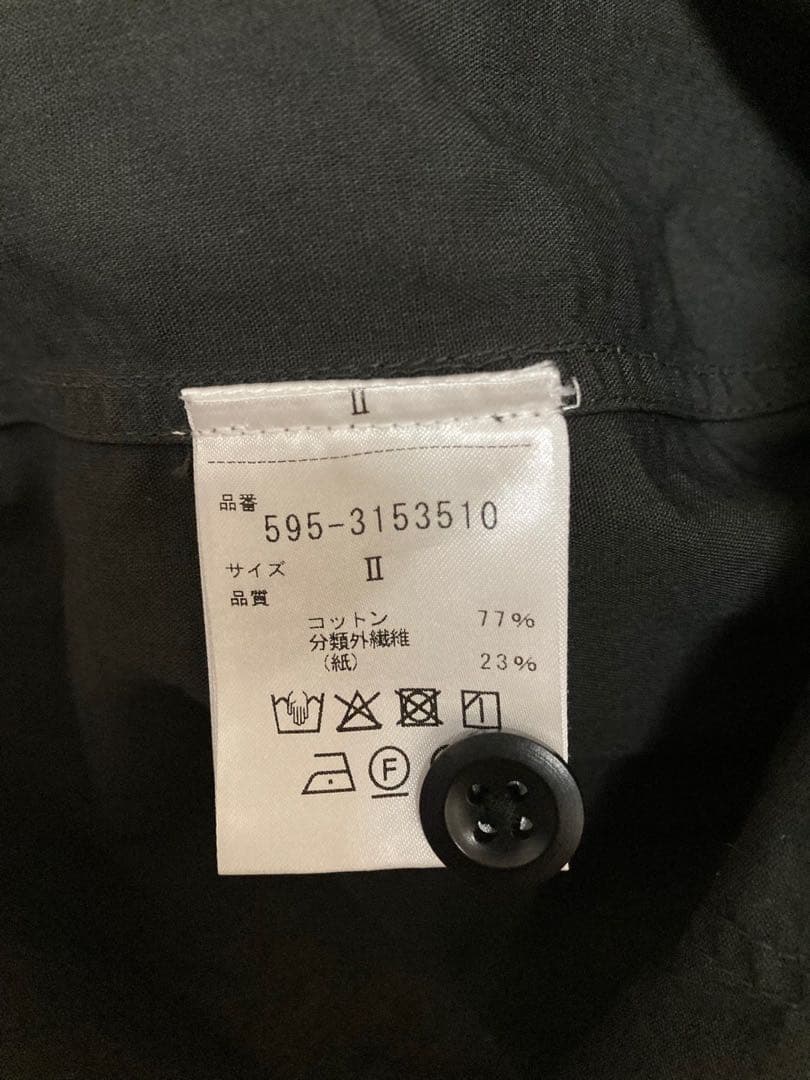 Ⅱ
品番 595-3153510
サイズ Ⅱ
品質
コットン 77%
分類外繊維
(紙) 23%
F